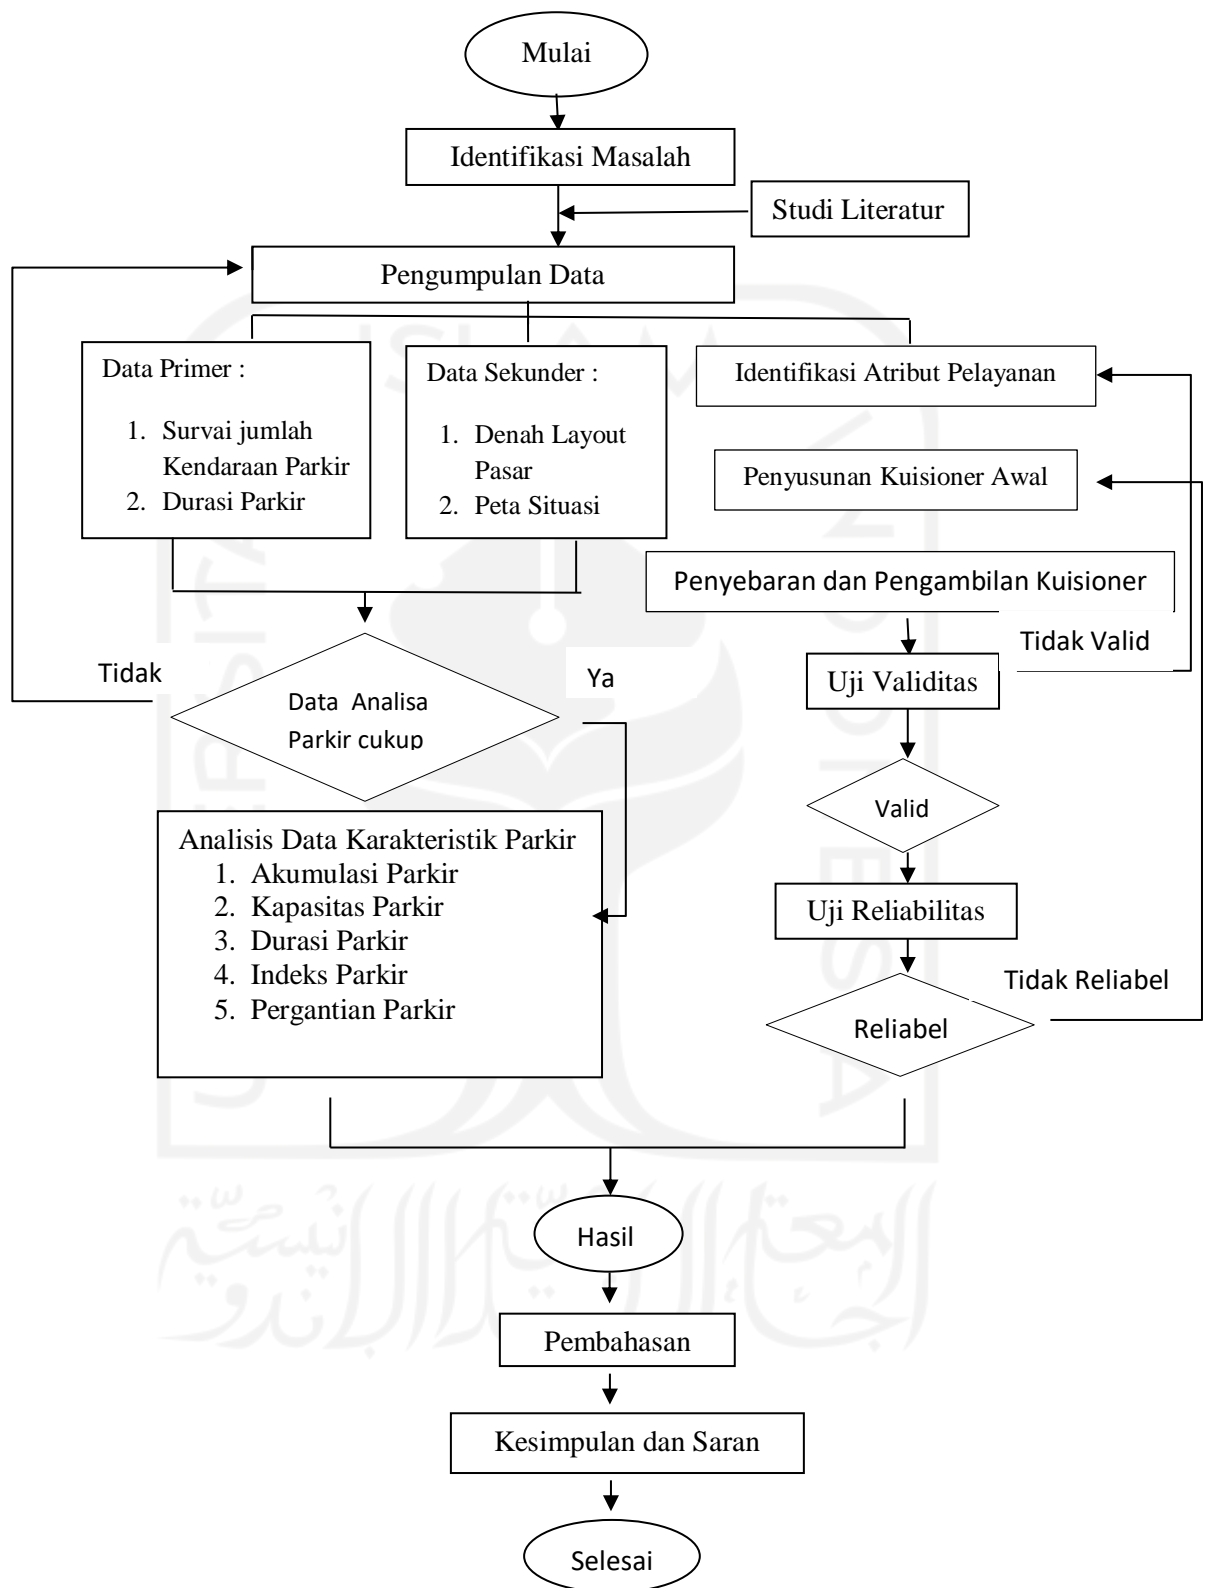 Mulai
Identifikasi Masalah
Studi Literatur
Pengumpulan Data
Data Primer :
1. Survai jumlah
Kendaraan Parkir
2. Durasi Parkir
Data Sekunder :
1. Denah Layout
Pasar
2. Peta Situasi
Identifikasi Atribut Pelayanan
Penyusunan Kuisioner Awal
Penyebaran dan Pengambilan Kuisioner
Tidak Valid
Uji Validitas
Tidak
Ya
Data Analisa
Parkir cukup
Valid
Analisis Data Karakteristik Parkir
1. Akumulasi Parkir
2. Kapasitas Parkir
3. Durasi Parkir
4. Indeks Parkir
5. Pergantian Parkir
Uji Reliabilitas
Tidak Reliabel
Reliabel
Hasil
Pembahasan
Kesimpulan dan Saran
Selesai